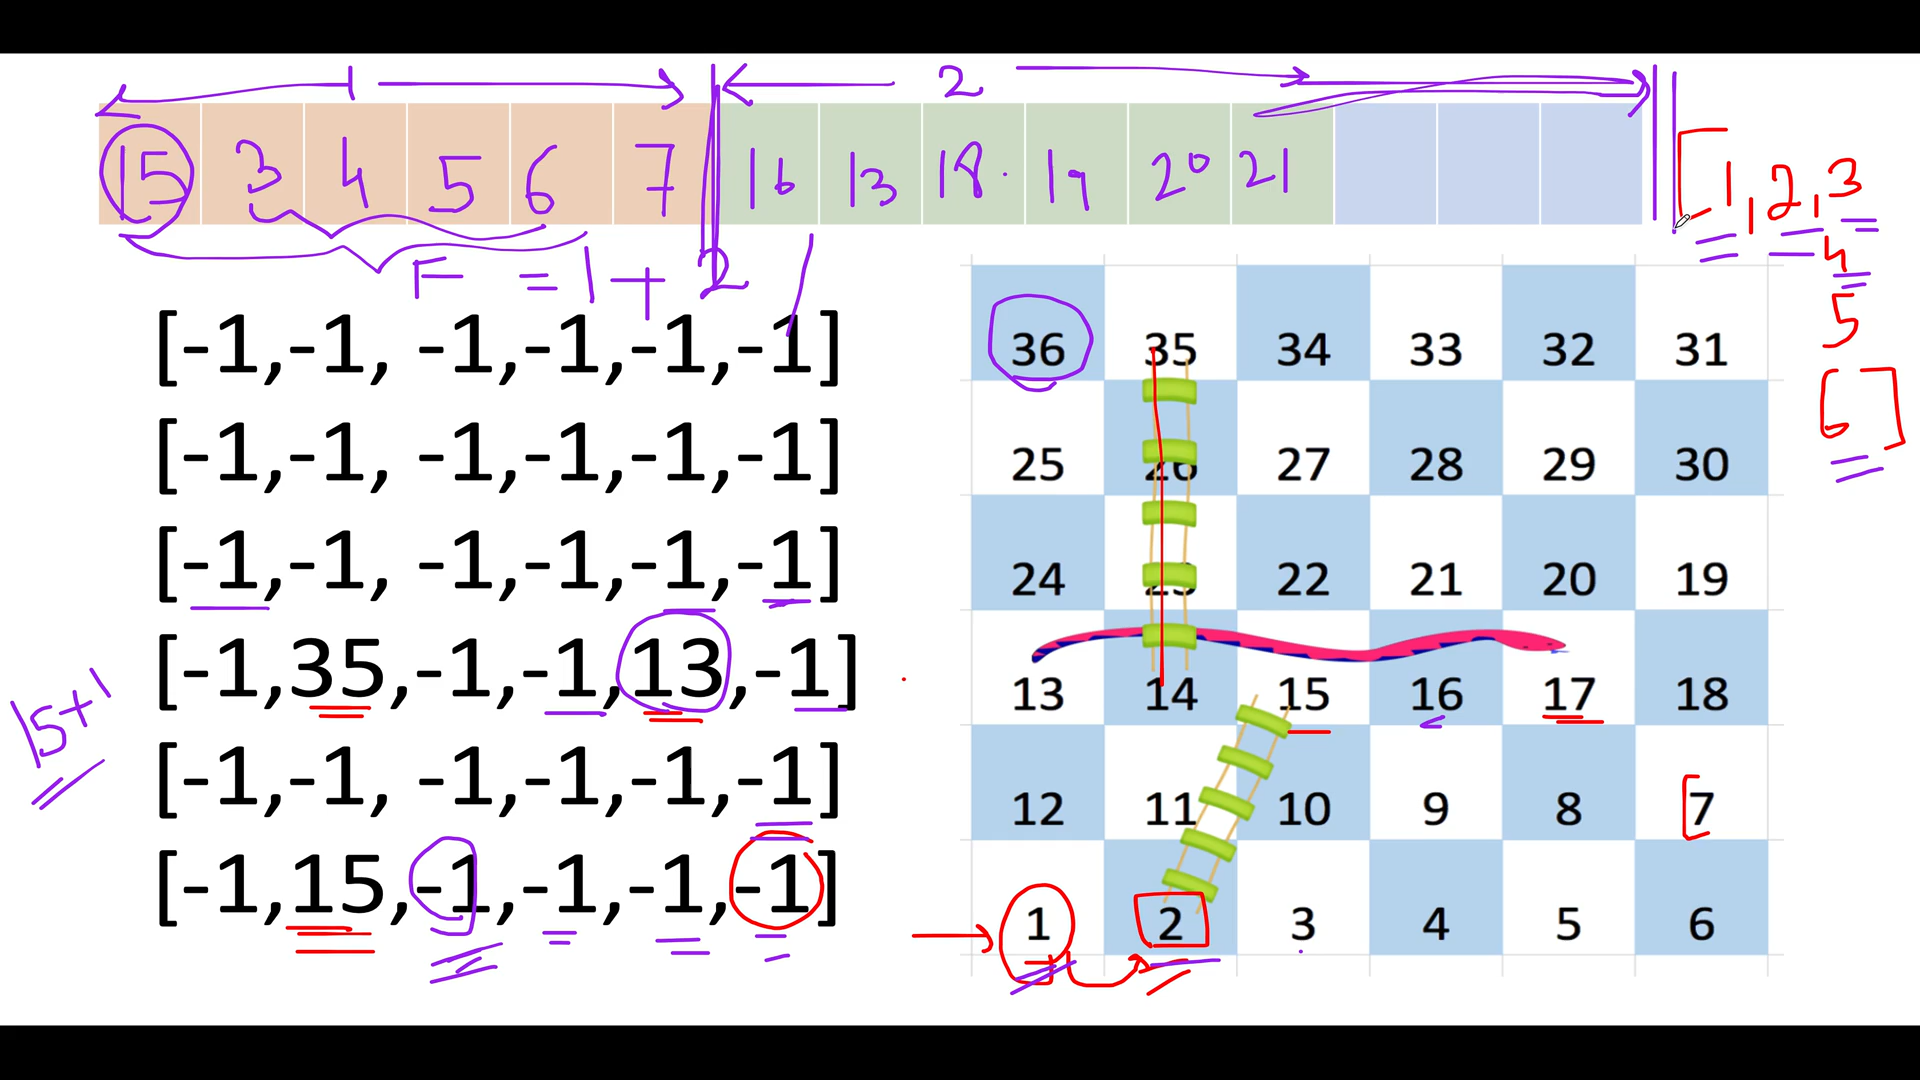 1 2
15 3 4 5 6 7 16 13 18 19 20 21
[1,2,3
4
5
6]
F = 1 + 2
[-1,-1, -1,-1,-1,-1]
[-1,-1, -1,-1,-1,-1]
[-1,-1, -1,-1,-1,-1]
[-1,35,-1,-1,13,-1]
[-1,-1, -1,-1,-1,-1]
[-1,15,-1,-1,-1,-1]
15+1
36 35 34 33 32 31
25 26 27 28 29 30
24 23 22 21 20 19
13 14 15 16 17 18
12 11 10 9 8 7
1 2 3 4 5 6